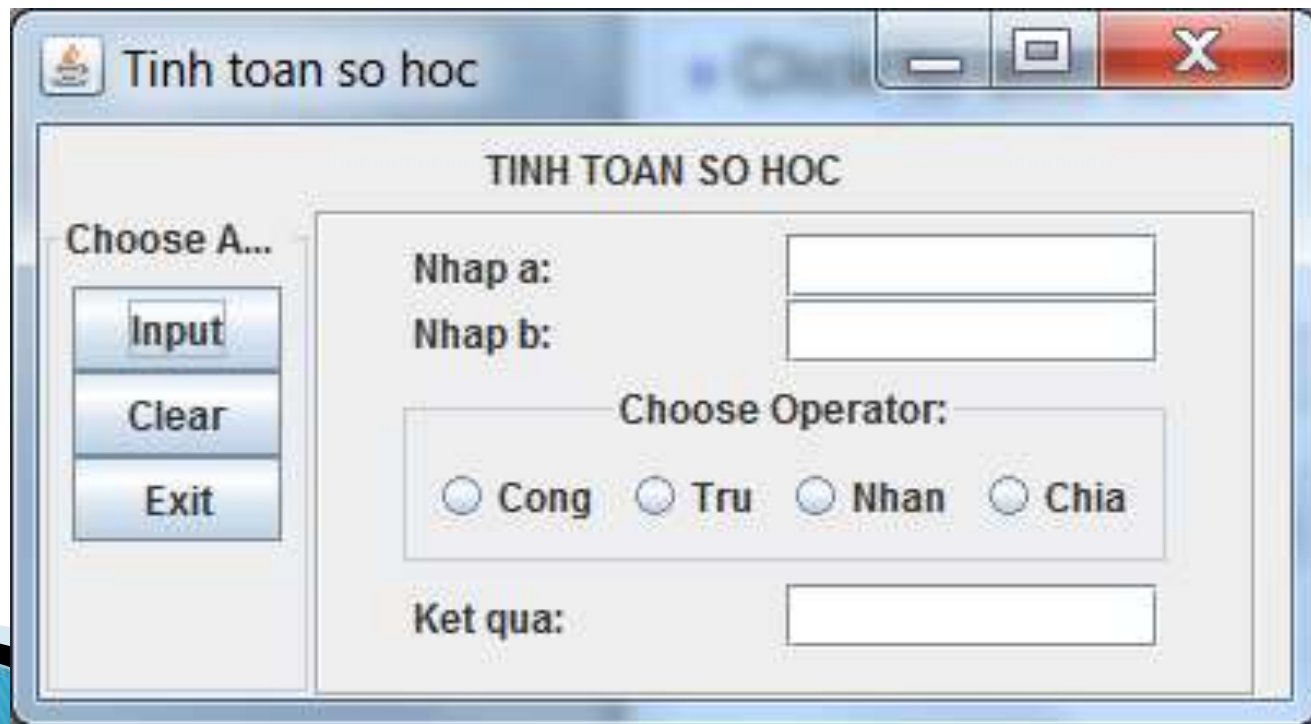 Tinh toan so hoc
TINH TOAN SO HOC
Choose A...
Input
Clear
Exit
Nhap a:
Nhap b:
Choose Operator:
Cong Tru Nhan Chia
Ket qua: